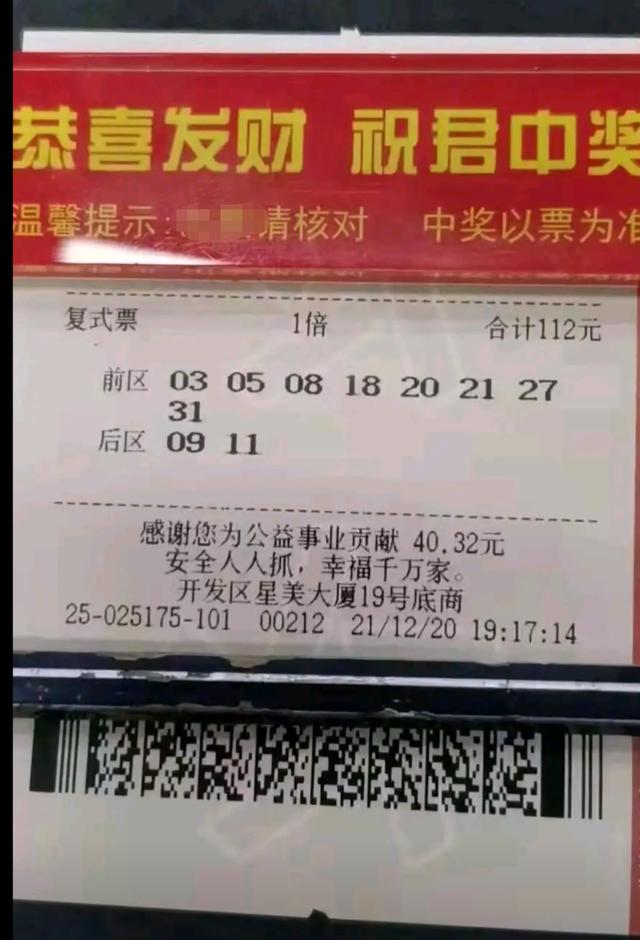 恭喜发财 祝君中奖
温馨提示: 请核对 中奖以票为准
复式票 1倍 合计112元
前区 03 05 08 18 20 21 27
31
后区 09 11
感谢您为公益事业贡献 40.32元
安全人人抓，幸福千万家。
开发区星美大厦19号底商
25-025175-101 00212 21/12/20 19:17:14